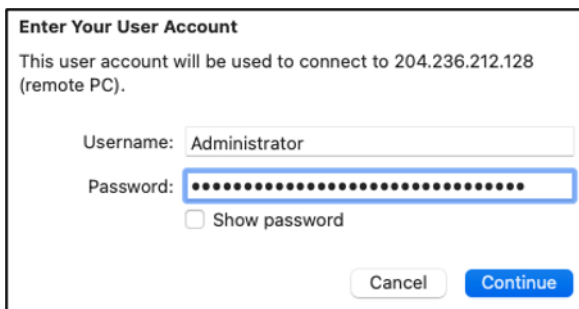 Enter Your User Account
This user account will be used to connect to 204.236.212.128
(remote PC).
Username: Administrator
Password: ••••••••••••••••••••••••••••••••
Show password
Cancel Continue